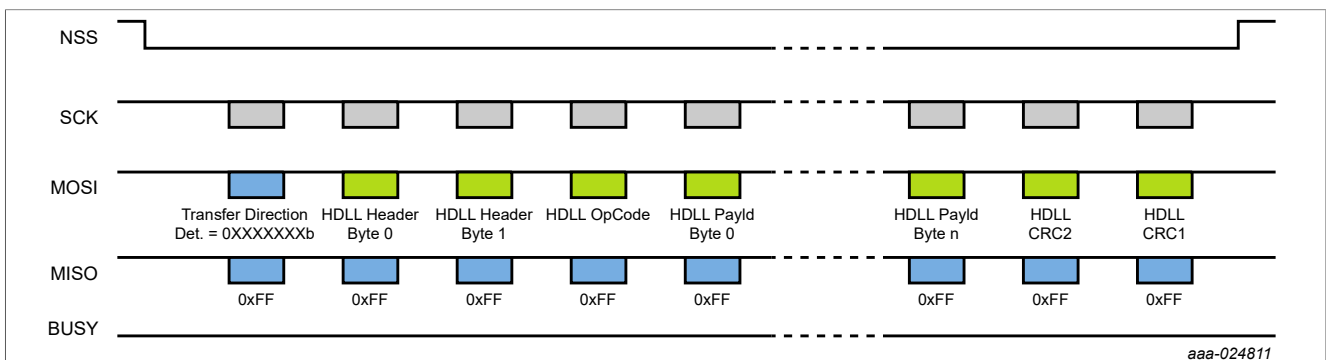 NSS
SCK
MOSI
Transfer Direction HDLL Header HDLL Header HDLL OpCode HDLL Payld HDLL Payld HDLL HDLL
Det. = 0XXXXXXXb Byte 0 Byte 1 Byte 0 Byte n CRC2 CRC1
MISO
0xFF 0xFF 0xFF 0xFF 0xFF 0xFF 0xFF 0xFF
BUSY
aaa-024811